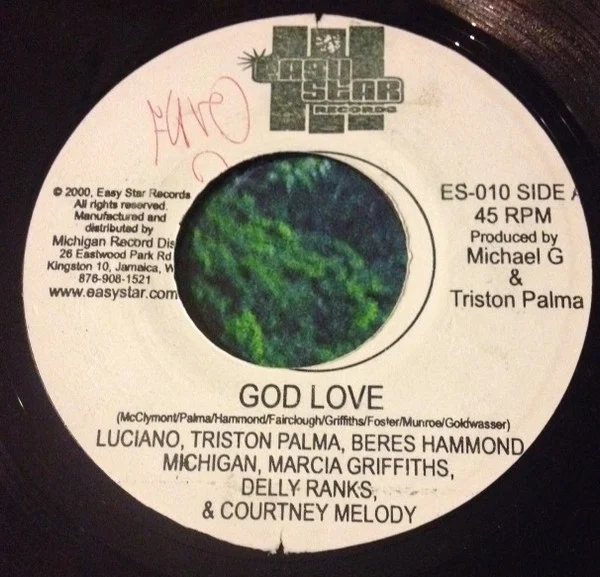 easy
star
RECORDS
© 2000, Easy Star Records
All rights reserved.
Manufactured and
distributed by
Michigan Record Dis
26 Eastwood Park Rd
Kingston 10, Jamaica, W
876-908-1521
www.easystar.com
ES-010 SIDE A
45 RPM
Produced by
Michael G
&
Triston Palma
GOD LOVE
(McClymont/Palma/Hammond/Fairclough/Griffiths/Foster/Munroe/Goldwasser)
LUCIANO, TRISTON PALMA, BERES HAMMOND
MICHIGAN, MARCIA GRIFFITHS,
DELLY RANKS,
& COURTNEY MELODY